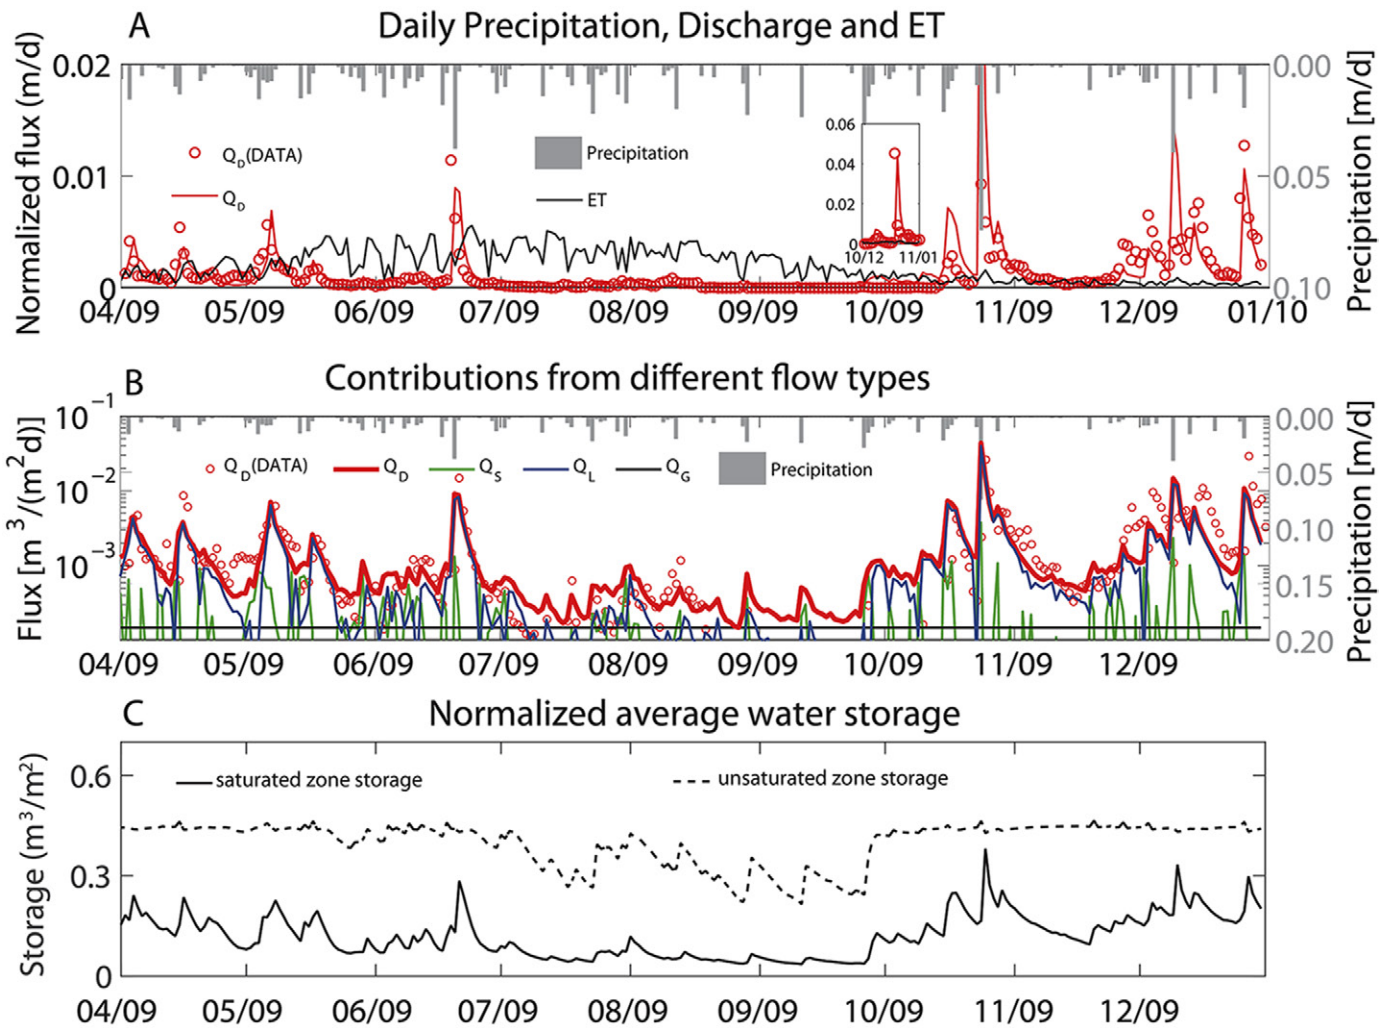 A Daily Precipitation, Discharge and ET
Normalized flux (m/d)
0.02
0.01
0
0.00
0.05
0.10
Precipitation [m/d)
Q_D(DATA)
Q_D
Precipitation
ET
0.06
0.04
0.02
0
10/12 11/01
04/09 05/09 06/09 07/09 08/09 09/09 10/09 11/09 12/09 01/10
B Contributions from different flow types
Flux [m³/(m²d)]
10⁻¹
10⁻²
10⁻³
0.00
0.05
0.10
0.15
0.20
Precipitation [m/d)
Q_D(DATA) Q_D Q_S Q_L Q_G Precipitation
04/09 05/09 06/09 07/09 08/09 09/09 10/09 11/09 12/09
C Normalized average water storage
Storage (m³/m²)
0.6
0.3
0
saturated zone storage unsaturated zone storage
04/09 05/09 06/09 07/09 08/09 09/09 10/09 11/09 12/09